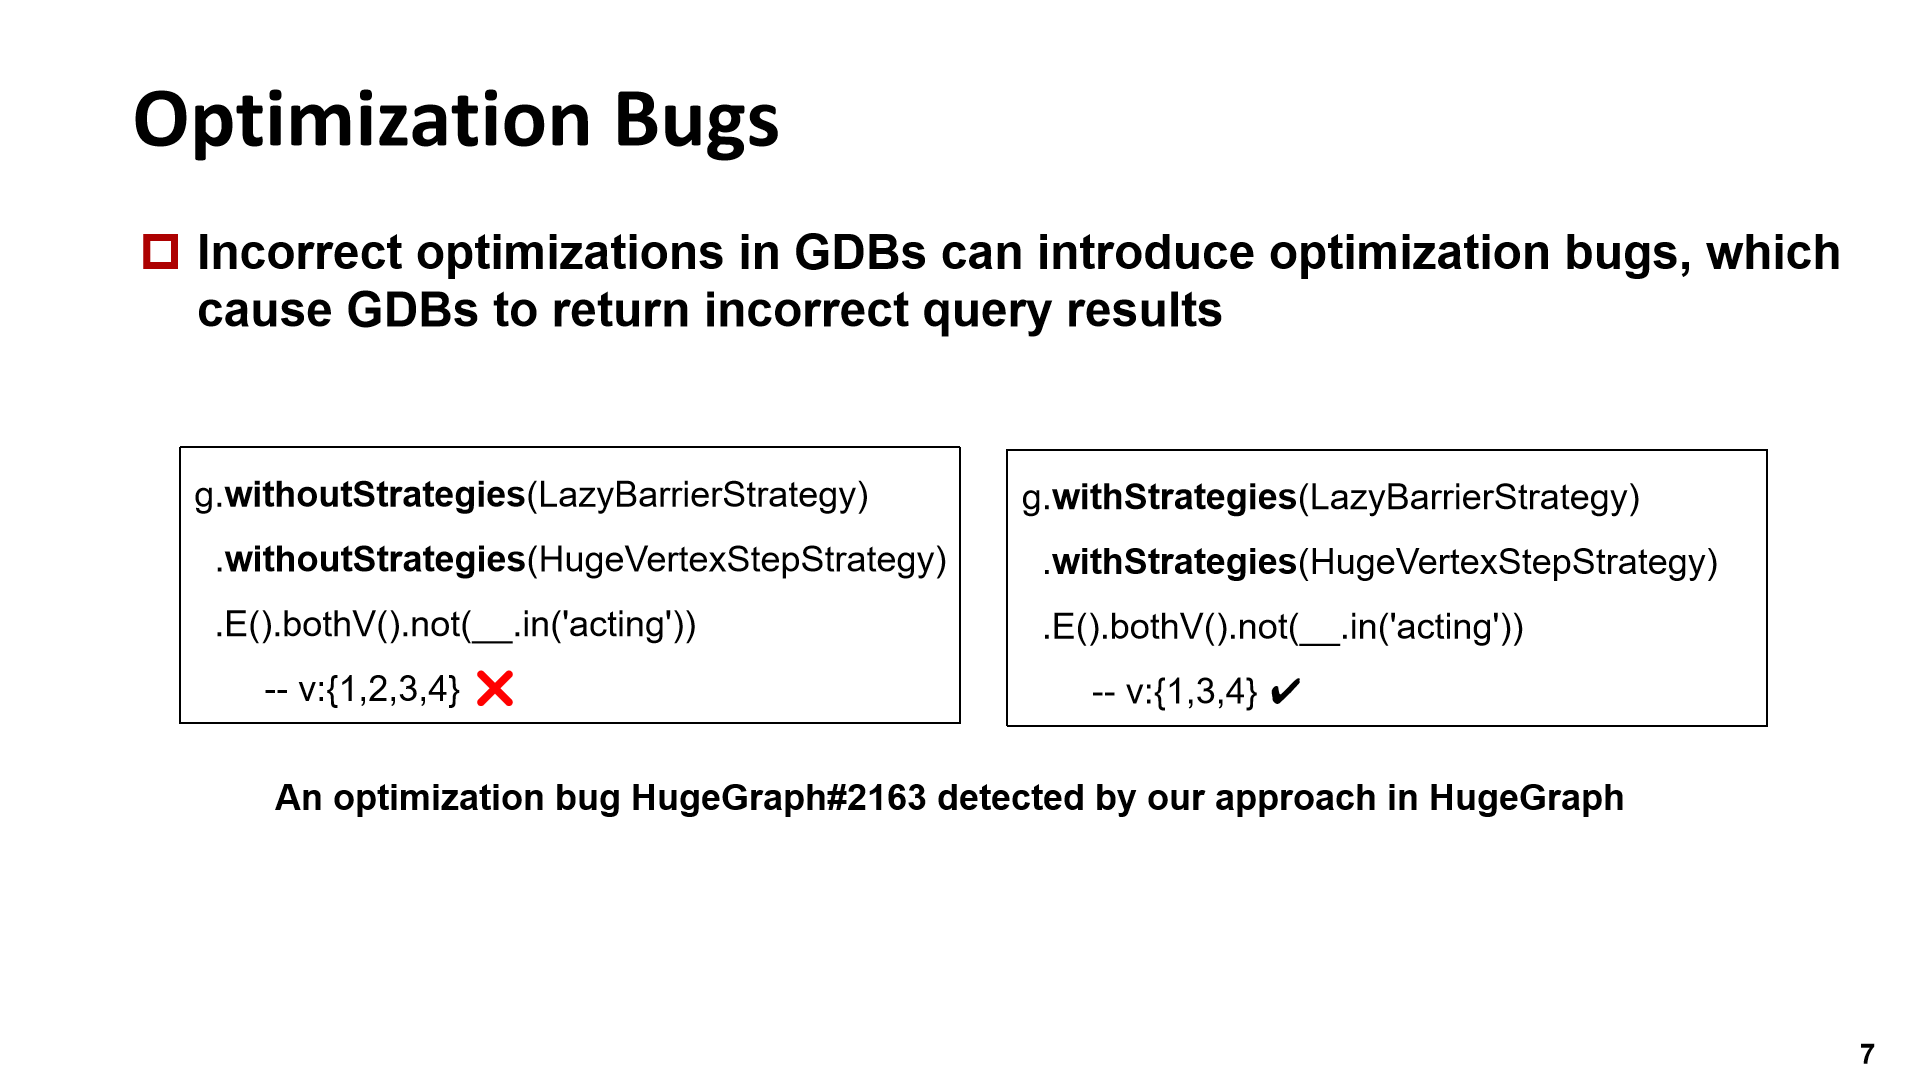 Optimization Bugs
Incorrect optimizations in GDBs can introduce optimization bugs, which
cause GDBs to return incorrect query results
g.withoutStrategies(LazyBarrierStrategy)
.withoutStrategies(HugeVertexStepStrategy)
.E().bothV().not(__.in('acting'))
-- v:{1,2,3,4} ❌
g.withStrategies(LazyBarrierStrategy)
.withStrategies(HugeVertexStepStrategy)
.E().bothV().not(__.in('acting'))
-- v:{1,3,4} ✔
An optimization bug HugeGraph#2163 detected by our approach in HugeGraph
7